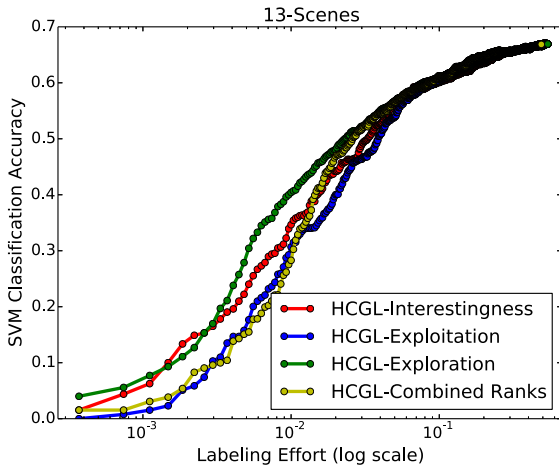 13-Scenes
SVM Classification Accuracy
0.7
0.6
0.5
0.4
0.3
0.2
0.1
0.0
HCGL-Interestingness
HCGL-Exploitation
HCGL-Exploration
HCGL-Combined Ranks
10⁻³
10⁻²
10⁻¹
Labeling Effort (log scale)